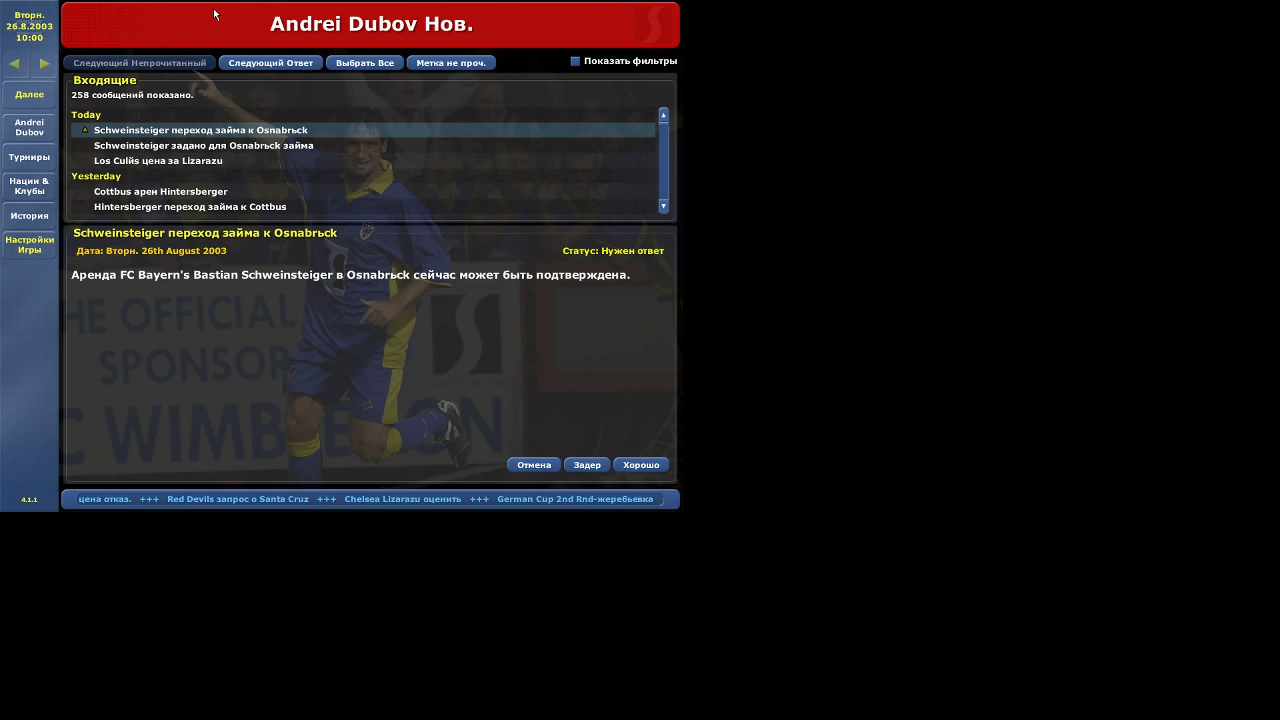 Вторн.
26.8.2003
10:00
Andrei Dubov Нов.
Следующий Непрочитанный
Следующий Ответ
Выбрать Все
Метка не проч.
Показать фильтры
Далее
Andrei
Dubov
Турниры
Нации &
Клубы
История
Настройки
Игры
4.1.1
Входящие
258 сообщений показано.
Today
Schweinsteiger переход займа к Osnabrьck
Schweinsteiger задано для Osnabrьck займа
Los Culйs цена за Lizarazu
Yesterday
Cottbus арен Hintersberger
Hintersberger переход займа к Cottbus
Schweinsteiger переход займа к Osnabrьck
Дата: Вторн. 26th August 2003
Статус: Нужен ответ
Аренда FC Bayern's Bastian Schweinsteiger в Osnabrьck сейчас может быть подтверждена.
HE OFFICIAL
SPONSOR
C WIMB ON
Отмена
Задер
Хорошо
цена отказ. +++ Red Devils запрос о Santa Cruz +++ Chelsea Lizarazu оценить +++ German Cup 2nd Rnd-жеребьевка